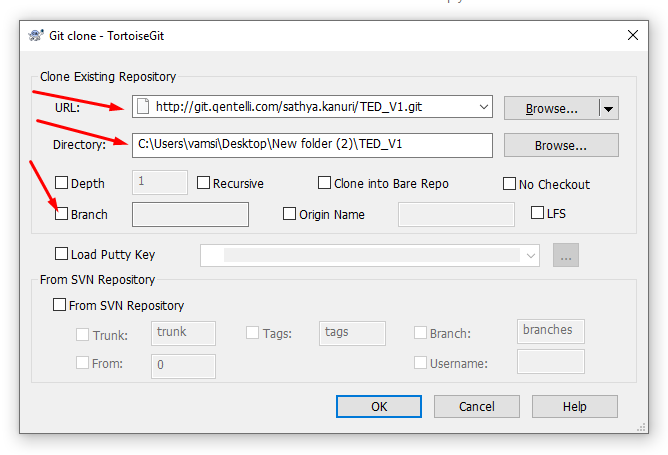 Git clone - TortoiseGit
Clone Existing Repository
URL: http://git.qentelli.com/sathya.kanuri/TED_V1.git Browse...
Directory: C:\Users\vamsi\Desktop\New folder (2)\TED_V1 Browse...
Depth 1 Recursive Clone into Bare Repo No Checkout
Branch Origin Name LFS
Load Putty Key ...
From SVN Repository
From SVN Repository
Trunk: trunk Tags: tags Branch: branches
From: 0 Username:
OK Cancel Help